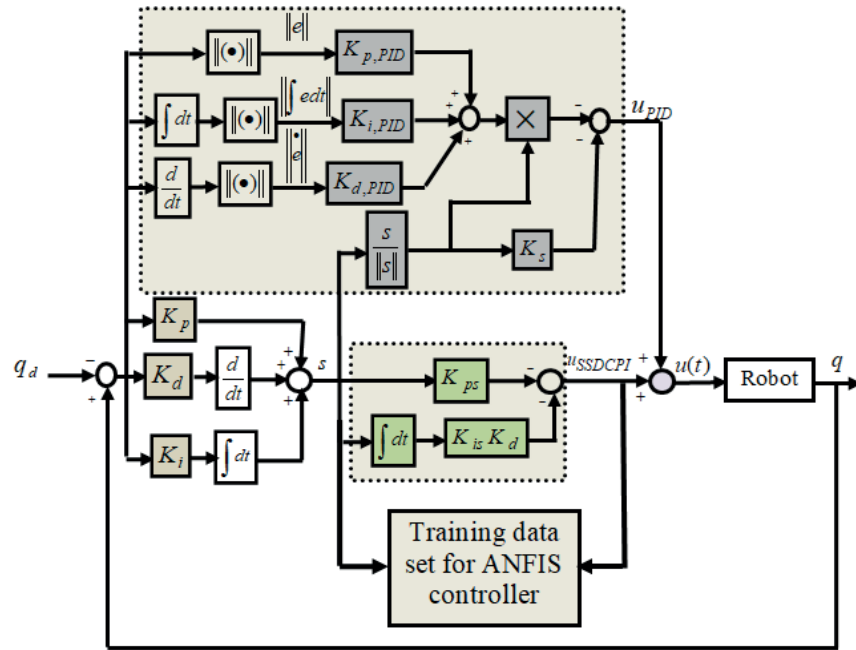 ‖e‖
‖(•)‖
K_{p,PID}
+
∫ dt
‖(•)‖
‖∫ edt‖
K_{i,PID}
+
+
×
−
−
u_{PID}
d/dt
‖(•)‖
‖ė‖
K_{d,PID}
s/‖s‖
K_s
K_p
q_d
−
+
K_d
d/dt
+
+
+
s
K_i
∫ dt
K_{ps}
−
−
u_{SSDCPI}
∫ dt
K_{is} K_d
+
+
u(t)
Robot
q
Training data
set for ANFIS
controller